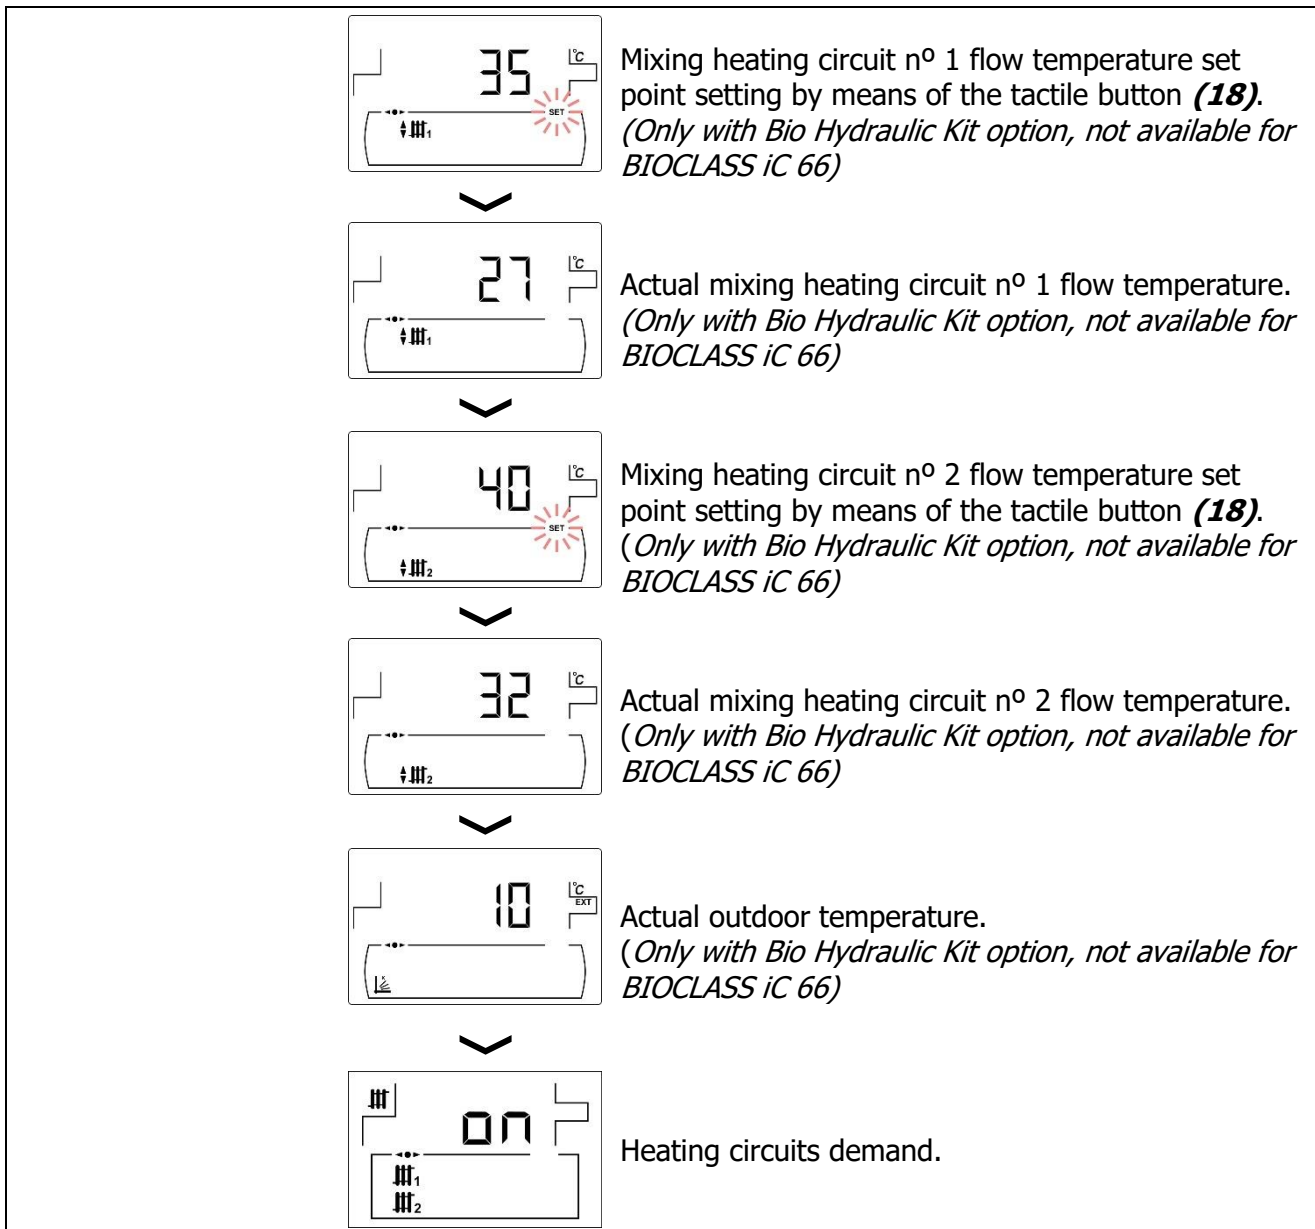 35 °C
SET
1
Mixing heating circuit nº 1 flow temperature set
point setting by means of the tactile button (18).
(Only with Bio Hydraulic Kit option, not available for
BIOCLASS iC 66)
27 °C
1
Actual mixing heating circuit nº 1 flow temperature.
(Only with Bio Hydraulic Kit option, not available for
BIOCLASS iC 66)
40 °C
SET
2
Mixing heating circuit nº 2 flow temperature set
point setting by means of the tactile button (18).
(Only with Bio Hydraulic Kit option, not available for
BIOCLASS iC 66)
32 °C
2
Actual mixing heating circuit nº 2 flow temperature.
(Only with Bio Hydraulic Kit option, not available for
BIOCLASS iC 66)
10 °C
EXT
Actual outdoor temperature.
(Only with Bio Hydraulic Kit option, not available for
BIOCLASS iC 66)
on
1
2
Heating circuits demand.